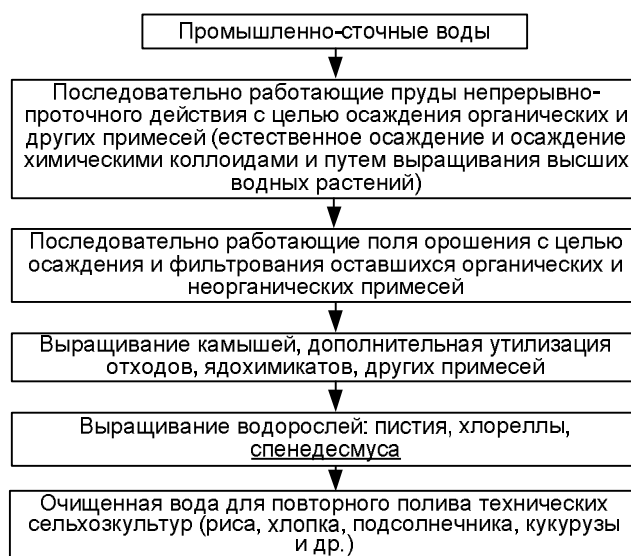 Промышленно-сточные воды
Последовательно работающие пруды непрерывно-
проточного действия с целью осаждения органических и
других примесей (естественное осаждение и осаждение
химическими коллоидами и путем выращивания высших
водных растений)
Последовательно работающие поля орошения с целью
осаждения и фильтрования оставшихся органических и
неорганических примесей
Выращивание камышей, дополнительная утилизация
отходов, ядохимикатов, других примесей
Выращивание водорослей: пистия, хлореллы,
спенедесмуса
Очищенная вода для повторного полива технических
сельхозкультур (риса, хлопка, подсолнечника, кукурузы
и др.)